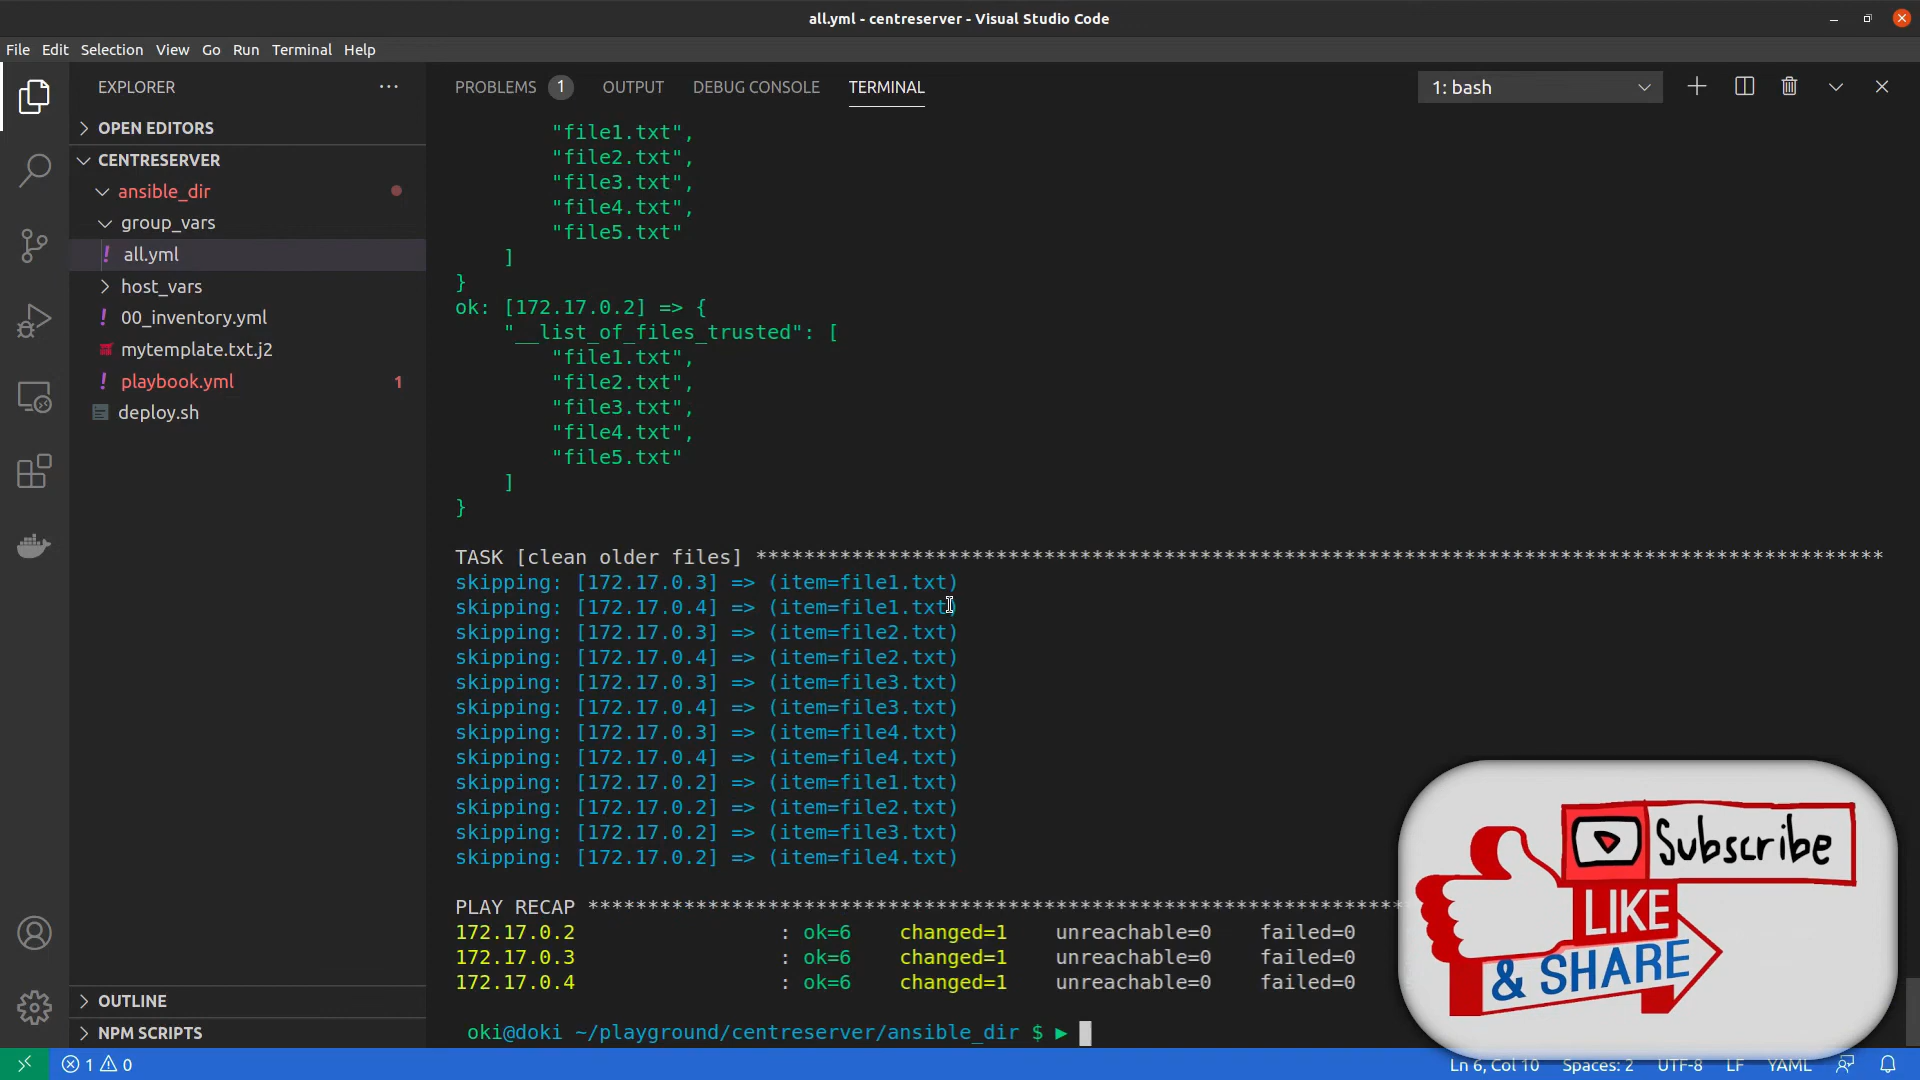 all.yml - centreserver - Visual Studio Code
File Edit Selection View Go Run Terminal Help
EXPLORER
OPEN EDITORS
CENTRESERVER
ansible_dir
group_vars
! all.yml
host_vars
! 00_inventory.yml
mytemplate.txt.j2
! playbook.yml 1
deploy.sh
OUTLINE
NPM SCRIPTS
PROBLEMS 1 OUTPUT DEBUG CONSOLE TERMINAL 1: bash
"file1.txt",
"file2.txt",
"file3.txt",
"file4.txt",
"file5.txt"
]
}
ok: [172.17.0.2] => {
"__list_of_files_trusted": [
"file1.txt",
"file2.txt",
"file3.txt",
"file4.txt",
"file5.txt"
]
}
TASK [clean older files] **********************************************************************************************
skipping: [172.17.0.3] => (item=file1.txt)
skipping: [172.17.0.4] => (item=file1.txt)
skipping: [172.17.0.3] => (item=file2.txt)
skipping: [172.17.0.4] => (item=file2.txt)
skipping: [172.17.0.3] => (item=file3.txt)
skipping: [172.17.0.4] => (item=file3.txt)
skipping: [172.17.0.3] => (item=file4.txt)
skipping: [172.17.0.4] => (item=file4.txt)
skipping: [172.17.0.2] => (item=file1.txt)
skipping: [172.17.0.2] => (item=file2.txt)
skipping: [172.17.0.2] => (item=file3.txt)
skipping: [172.17.0.2] => (item=file4.txt)
PLAY RECAP ********************************************************************
172.17.0.2 : ok=6 changed=1 unreachable=0 failed=0
172.17.0.3 : ok=6 changed=1 unreachable=0 failed=0
172.17.0.4 : ok=6 changed=1 unreachable=0 failed=0
oki@doki ~/playground/centreserver/ansible_dir $ ▶
Subscribe
LIKE
& SHARE
1 0 Ln 6, Col 10 Spaces: 2 UTF-8 LF YAML